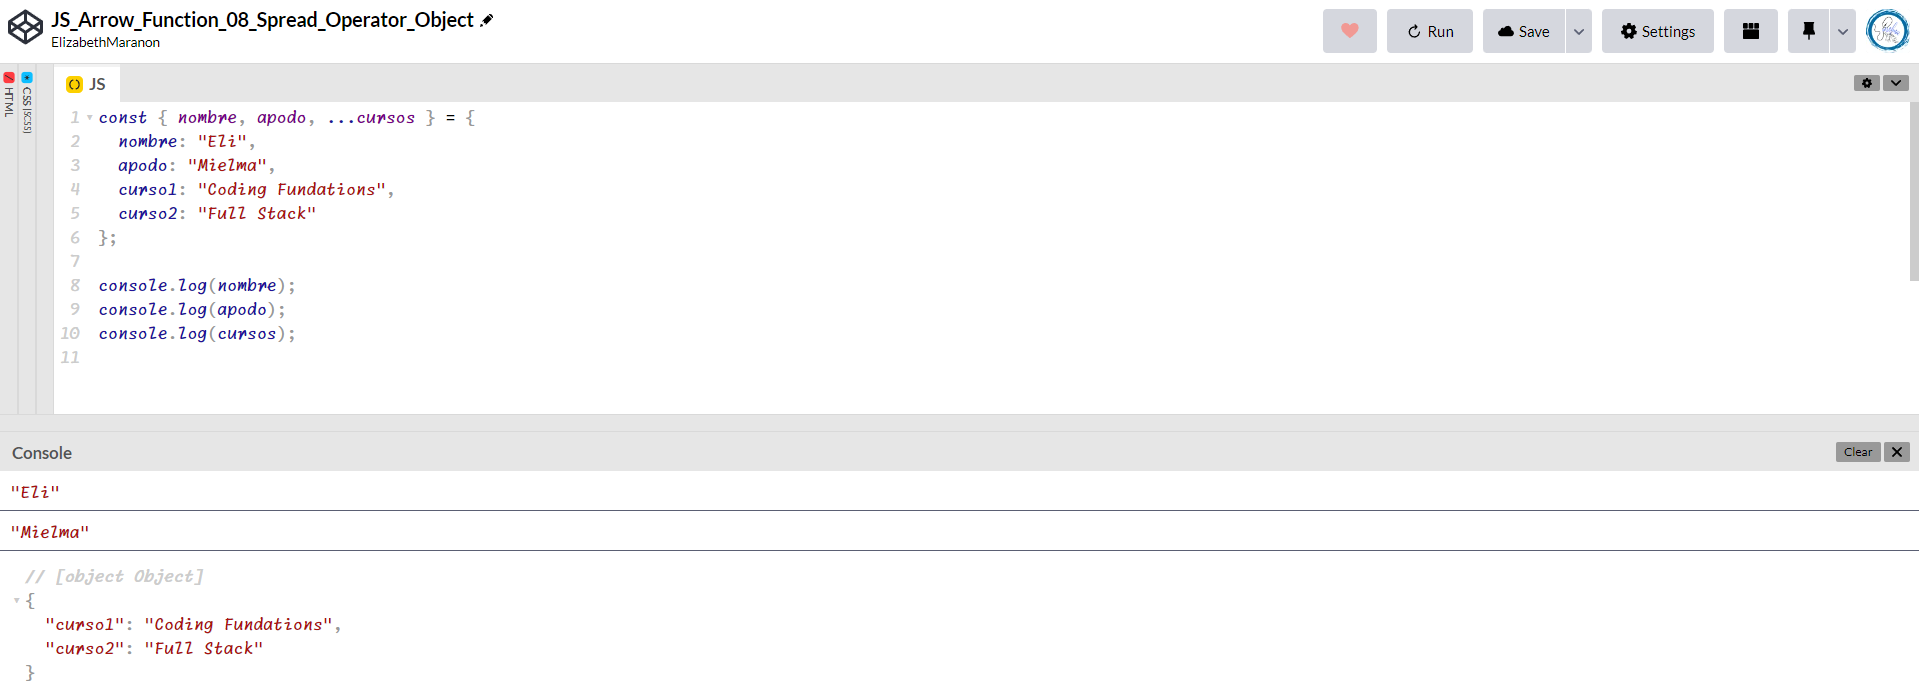 JS_Arrow_Function_08_Spread_Operator_Object
ElizabethMaranon
Run
Save
Settings
HTML
CSS (SCSS)
JS
1 const { nombre, apodo, ...cursos } = {
2 nombre: "Eli",
3 apodo: "Mielma",
4 curso1: "Coding Fundations",
5 curso2: "Full Stack"
6 };
7
8 console.log(nombre);
9 console.log(apodo);
10 console.log(cursos);
11
Console
Clear
"Eli"
"Mielma"
// [object Object]
{
"curso1": "Coding Fundations",
"curso2": "Full Stack"
}